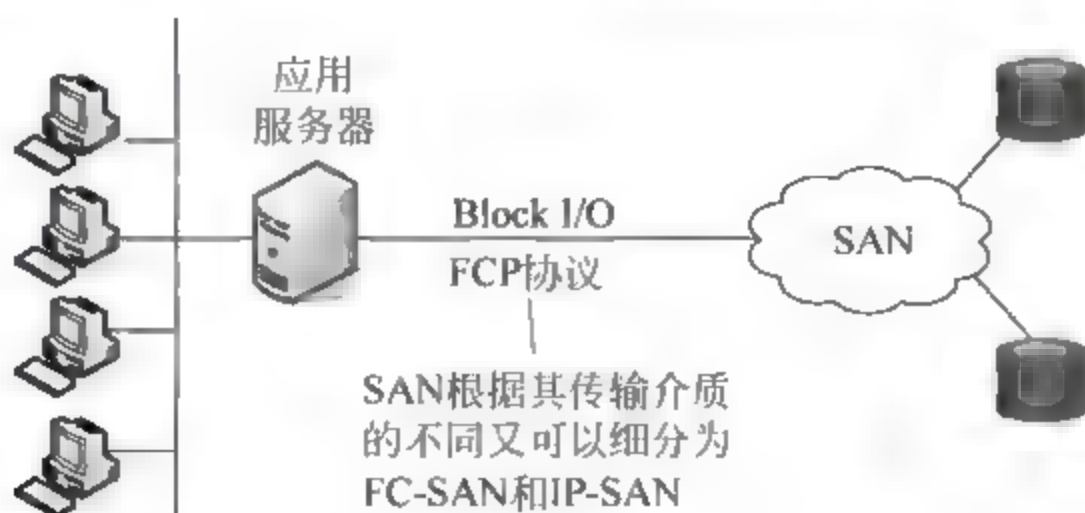 应用
服务器
Block I/O
SAN
FCP协议
SAN根据其传输介质
的不同又可以细分为
FC-SAN和IP-SAN